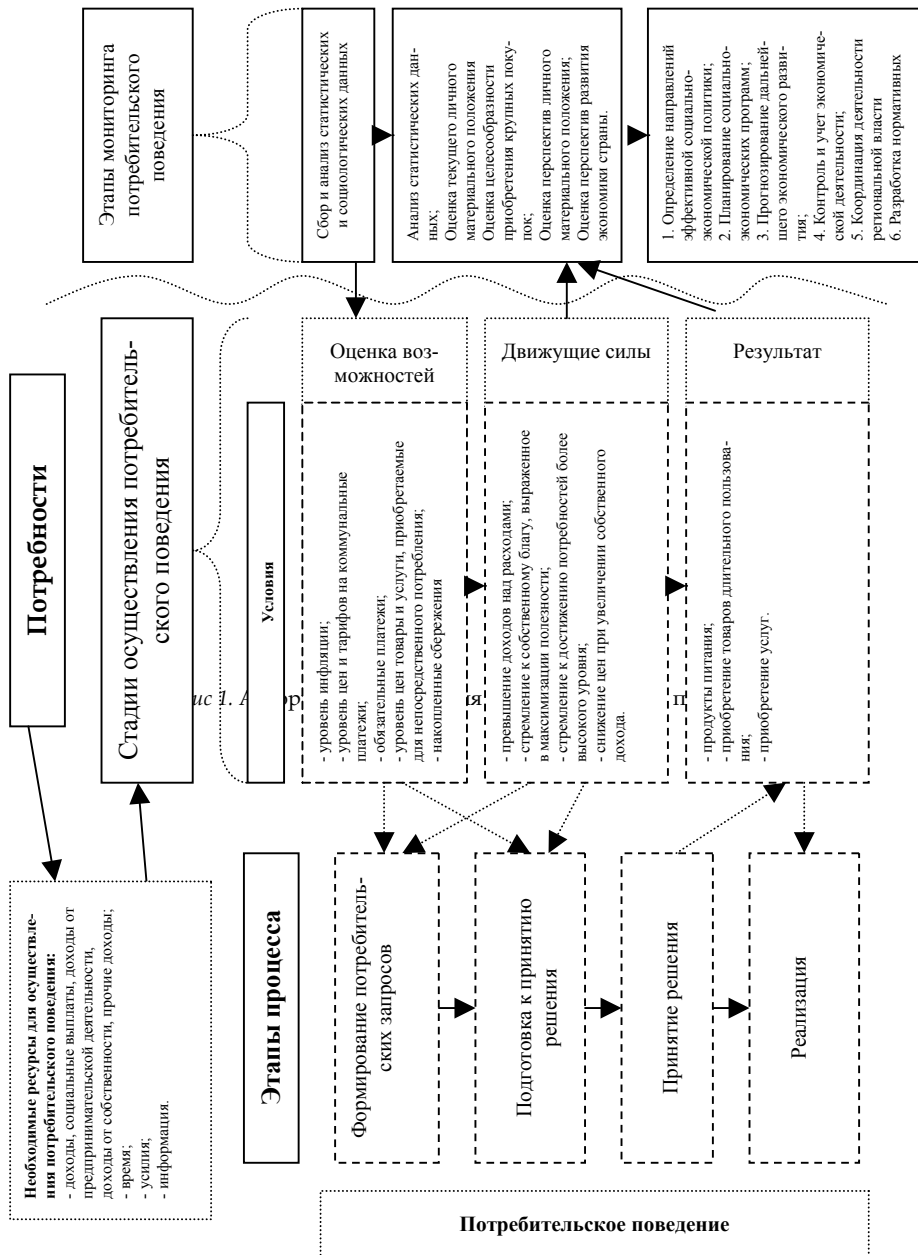 Потребности
Необходимые ресурсы для осуществле-
ния потребительского поведения:
- доходы, социальные выплаты, доходы от
предпринимательской деятельности,
доходы от собственности, прочие доходы;
- время;
- усилия;
- информация.
Стадии осуществления потребитель-
ского поведения
Этапы мониторинга
потребительского
поведения
Этапы процесса
Условия
Сбор и анализ статистических
и социологических данных
Формирование потребитель-
ских запросов
- уровень инфляции;
- уровень цен и тарифов на коммунальные
платежи;
- обязательные платежи;
- уровень цен товары и услуги, приобретаемые
для непосредственного потребления;
- накопленные сбережения
Оценка воз-
можностей
Анализ статистических дан-
ных;
Оценка текущего личного
материального положения
Оценка целесообразности
приобретения крупных поку-
пок;
Оценка перспектив личного
материального положения;
Оценка перспектив развития
экономики страны.
Подготовка к принятию
решения
- превышение доходов над расходами;
- стремление к собственному благу, выраженное
в максимизации полезности;
- стремление к достижению потребностей более
высокого уровня;
- снижение цен при увеличении собственного
дохода.
Движущие силы
Принятие решения
Реализация
- продукты питания;
- приобретение товаров длительного пользова-
ния;
- приобретение услуг.
Результат
1. Определение направлений
эффективной социально-
экономической политики;
2. Планирование социально-
экономических программ;
3. Прогнозирование дальней-
шего экономического разви-
тия;
4. Контроль и учет экономиче-
ской деятельности;
5. Координация деятельности
региональной власти
6. Разработка нормативных
Потребительское поведение
ис 1. А